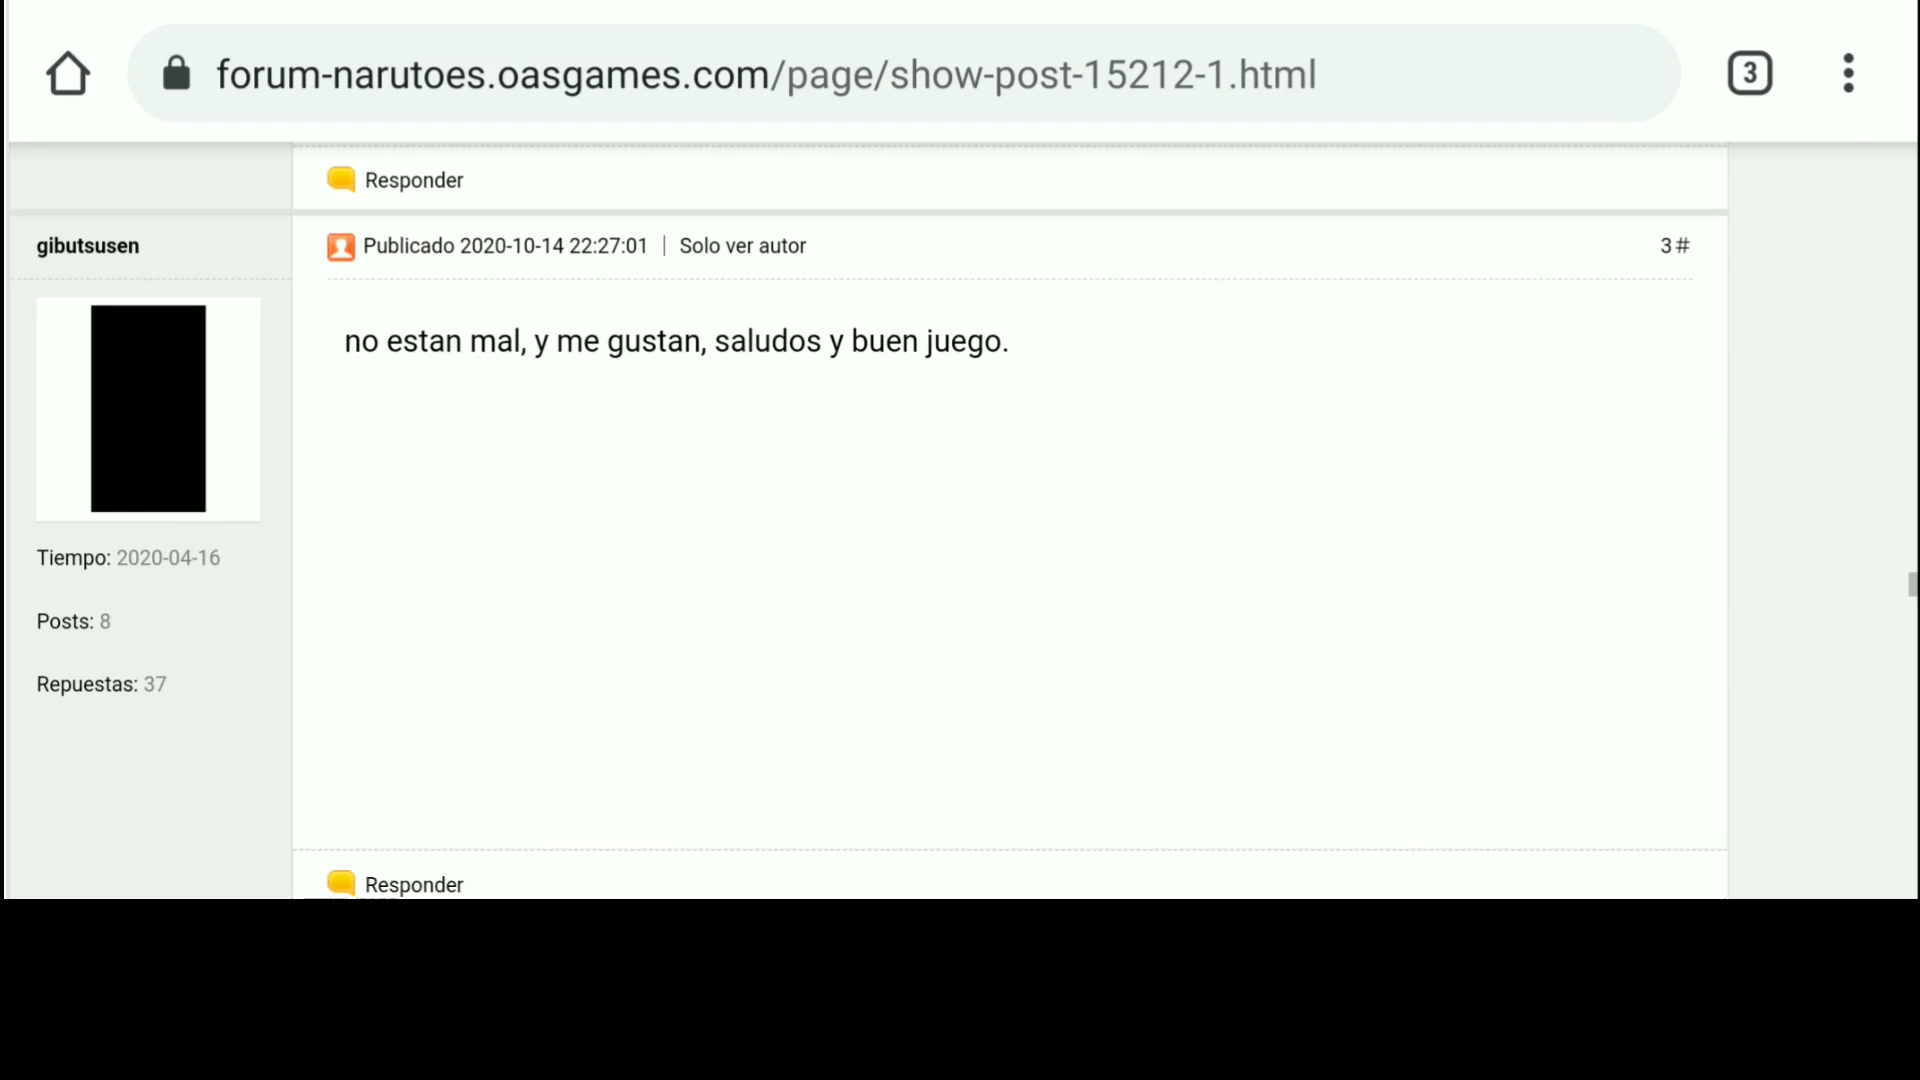 forum-narutoes.oasgames.com/page/show-post-15212-1.html
3
Responder
gibutsusen
Publicado 2020-10-14 22:27:01 | Solo ver autor
3#
no estan mal, y me gustan, saludos y buen juego.
Tiempo: 2020-04-16
Posts: 8
Repuestas: 37
Responder